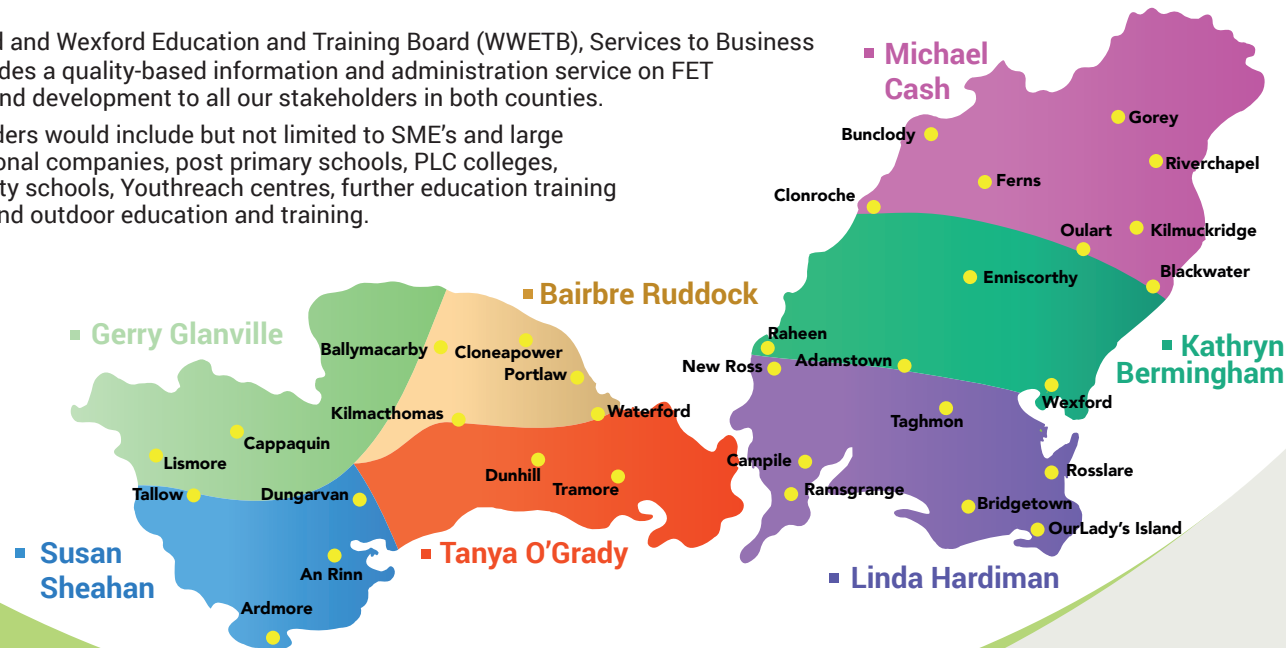 l and Wexford Education and Training Board (WWETB), Services to Business
des a quality-based information and administration service on FET
nd development to all our stakeholders in both counties.
ders would include but not limited to SME's and large
onal companies, post primary schools, PLC colleges,
ty schools, Youthreach centres, further education training
nd outdoor education and training.
Michael
Cash
Bunclody
Gorey
Riverchapel
Ferns
Clonroche
Oulart
Kilmuckridge
Blackwater
Enniscorthy
Bairbre Ruddock
Gerry Glanville
Raheen
Ballymacarby
Cloneapower
Kathryn
Bermingham
New Ross
Adamstown
Portlaw
Kilmacthomas
Waterford
Wexford
Taghmon
Cappaquin
Lismore
Campile
Rosslare
Dunhill
Tramore
Ramsgrange
Tallow
Dungarvan
Bridgetown
OurLady's Island
Susan
Sheahan
Tanya O'Grady
An Rinn
Linda Hardiman
Ardmore